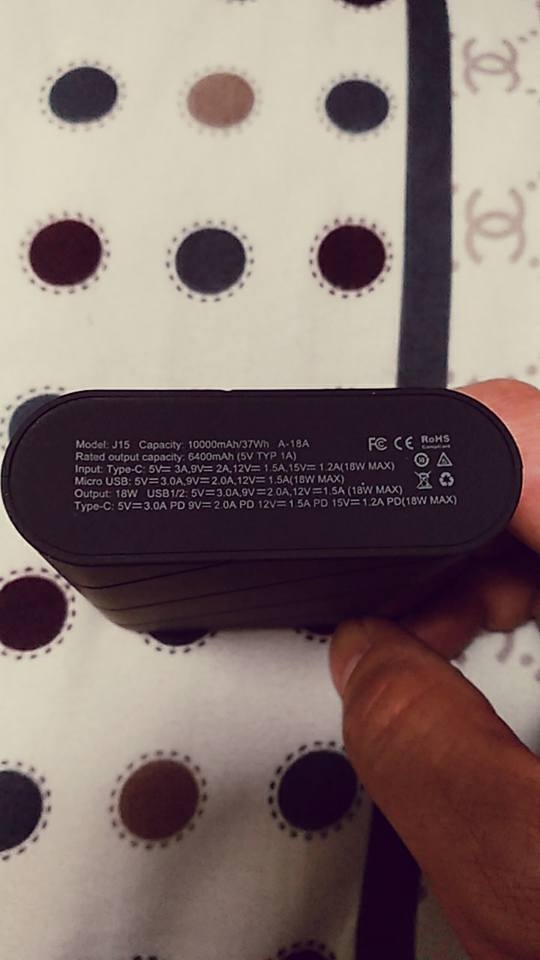 Model: J15 Capacity: 10000mAh/37Wh A-18A
Rated output capacity: 6400mAh (5V TYP 1A)
Input: Type-C: 5V⎓3A,9V⎓2A,12V⎓1.5A,15V⎓1.2A(18W MAX)
Micro USB: 5V⎓3.0A,9V⎓2.0A,12V⎓1.5A(18W MAX)
Output: 18W USB1/2: 5V⎓3.0A,9V⎓2.0A,12V⎓1.5A (18W MAX)
Type-C: 5V⎓3.0A PD 9V⎓2.0A PD 12V⎓1.5A PD 15V⎓1.2A PD(18W MAX)
FC CE RoHS
Compliant
10